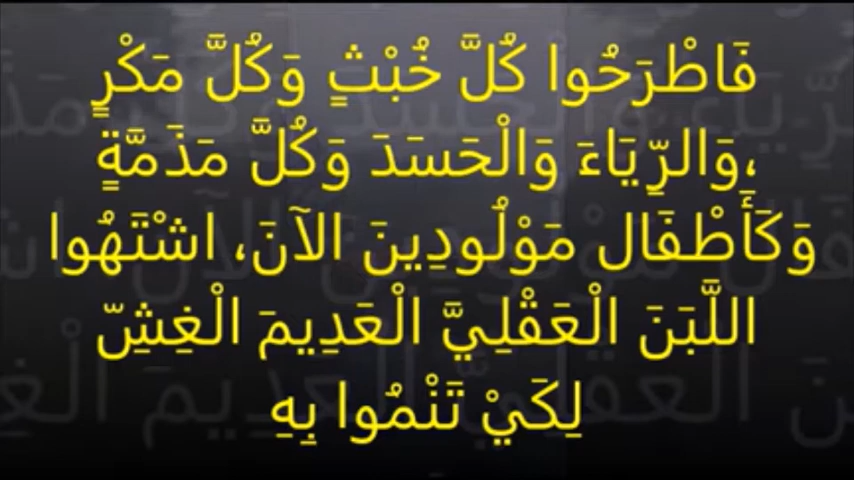 فَاطْرَحُوا كُلَّ خُبْثٍ وَكُلَّ مَكْرٍ
،وَالرِّيَاءَ وَالْحَسَدَ وَكُلَّ مَذَمَّةٍ
وَكَأَطْفَال مَوْلُودِينَ الآنَ، اشْتَهُوا
اللَّبَنَ الْعَقْلِيَّ الْعَدِيمَ الْغِشِّ
لِكَيْ تَنْمُوا بِهِ